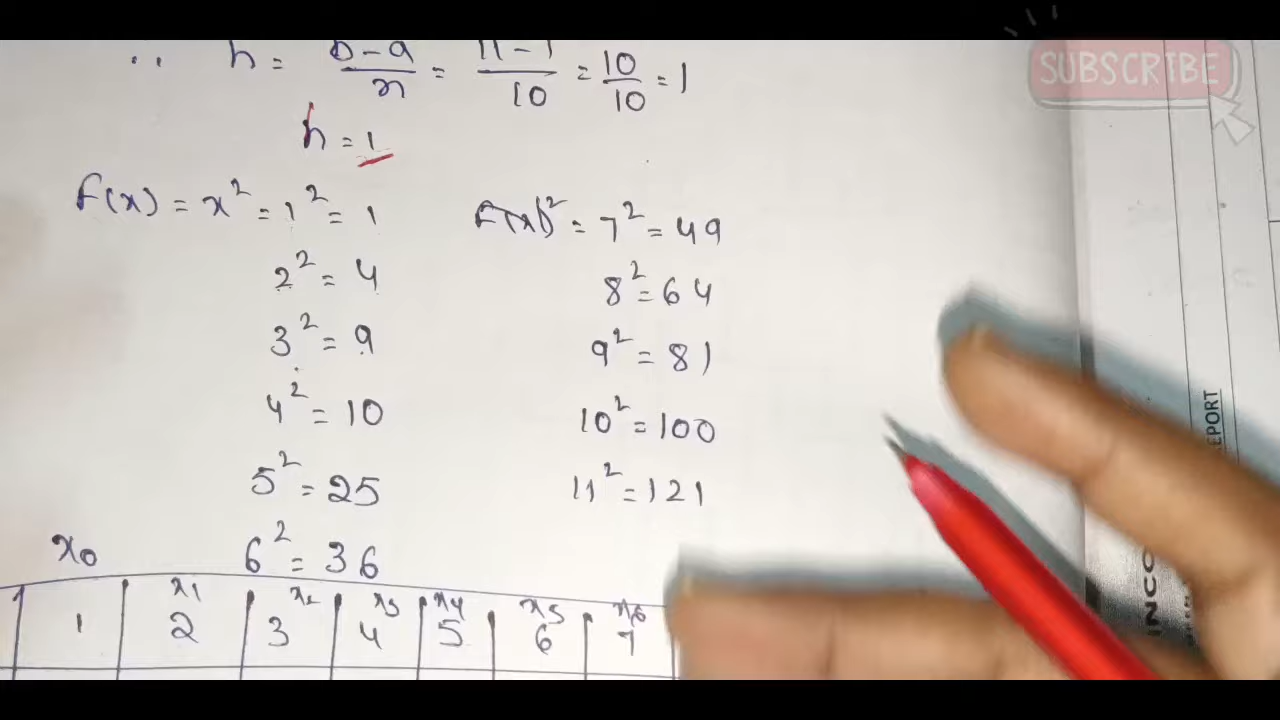 SUBSCRIBE
∴ h = b-a/n = 11-1/10 = 10/10 = 1
h = 1
F(x) = x² = 1² = 1
2² = 4
3² = 9
4² = 10
5² = 25
6² = 36
F(x)² = 7² = 49
8² = 64
9² = 81
10² = 100
11² = 121
x0 x1 x2 x3 x4 x5 x6
1 2 3 4 5 6 7
REPORT